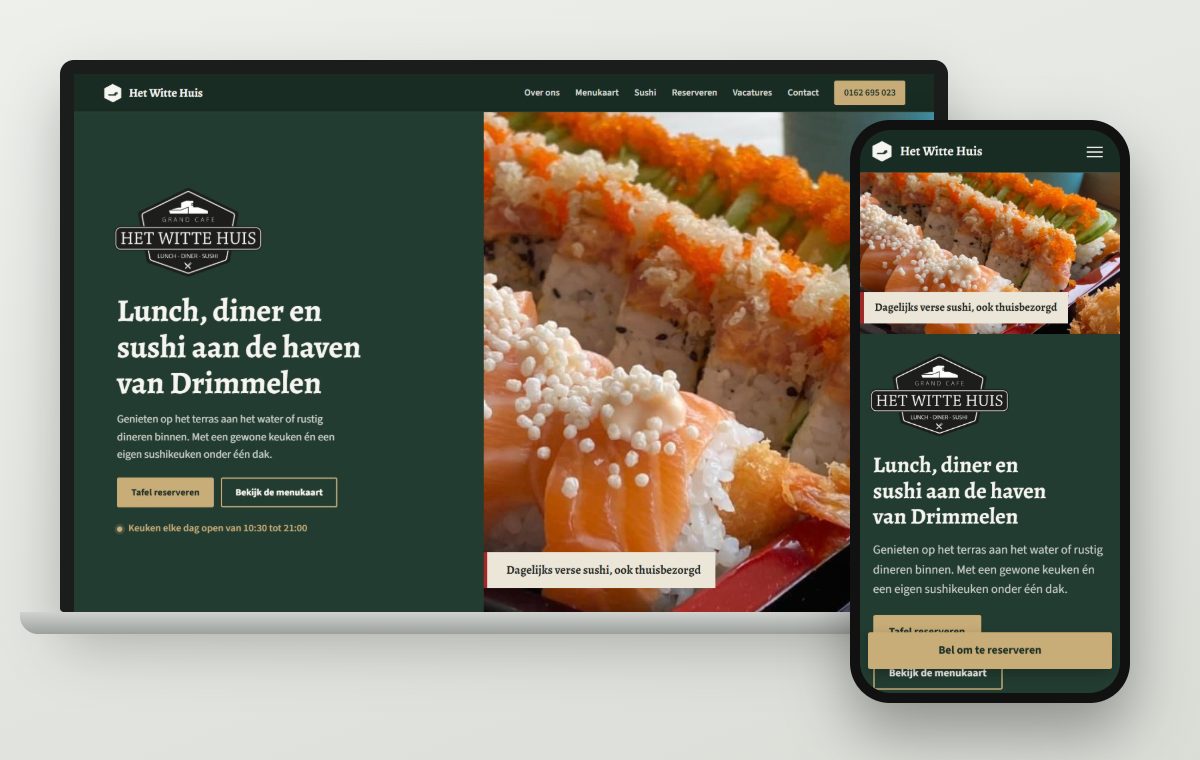 Het Witte Huis
Over ons Menukaart Sushi Reserveren Vacatures Contact 0162 695 023
GRAND CAFE
HET WITTE HUIS
LUNCH · DINER · SUSHI
Lunch, diner en
sushi aan de haven
van Drimmelen
Genieten op het terras aan het water of rustig
dineren binnen. Met een gewone keuken én een
eigen sushikeuken onder één dak.
Tafel reserveren Bekijk de menukaart
Keuken elke dag open van 10:30 tot 21:00
Dagelijks verse sushi, ook thuisbezorgd
Het Witte Huis
Dagelijks verse sushi, ook thuisbezorgd
GRAND CAFE
HET WITTE HUIS
LUNCH · DINER · SUSHI
Lunch, diner en
sushi aan de haven
van Drimmelen
Genieten op het terras aan het water of rustig
dineren binnen. Met een gewone keuken én
een eigen sushikeuken onder één dak.
Tafel reserveren
Bel om te reserveren
Bekijk de menukaart